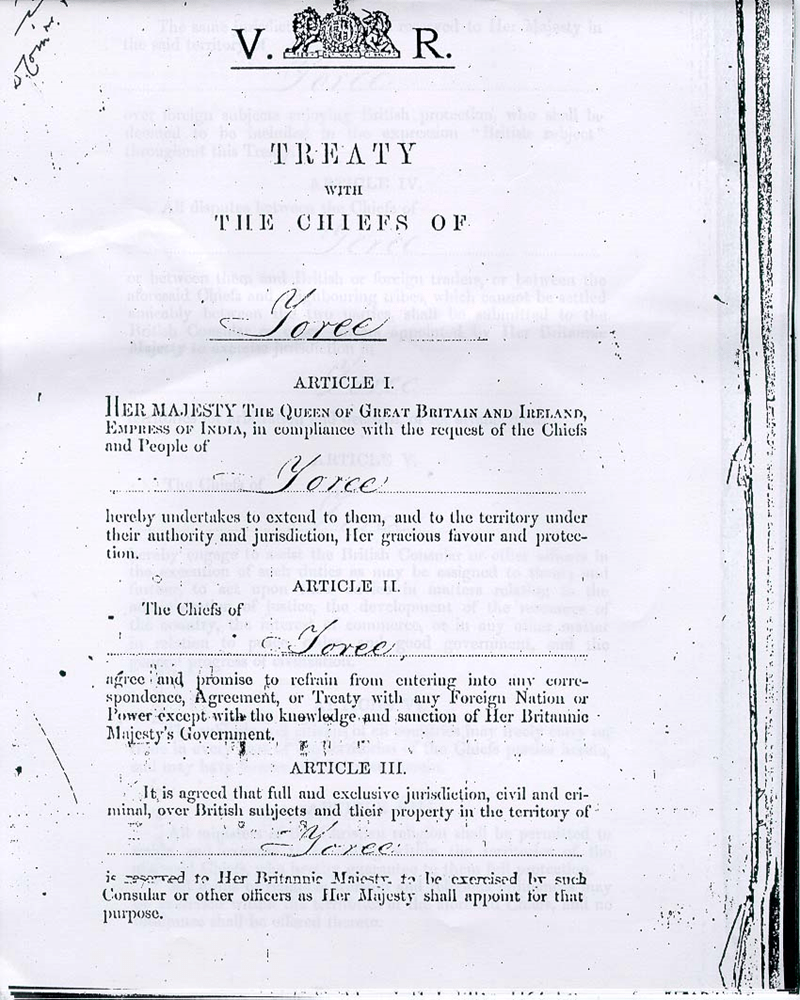 V. R.
TREATY
WITH
THE CHIEFS OF
Yoree
ARTICLE I.
HER MAJESTY THE QUEEN OF GREAT BRITAIN AND IRELAND,
EMPRESS OF INDIA, in compliance with the request of the Chiefs
and People of
Yoree
hereby undertakes to extend to them, and to the territory under
their authority and jurisdiction, Her gracious favour and protec-
tion.
ARTICLE II.
The Chiefs of
Yoree,
agree and promise to refrain from entering into any corre-
spondence, Agreement, or Treaty with any Foreign Nation or
Power except with the knowledge and sanction of Her Britannic
Majesty's Government.
ARTICLE III.
It is agreed that full and exclusive jurisdiction, civil and cri-
minal, over British subjects and their property in the territory of
Yoree
is reserved to Her Britannic Majesty, to be exercised by such
Consular or other officers as Her Majesty shall appoint for that
purpose.